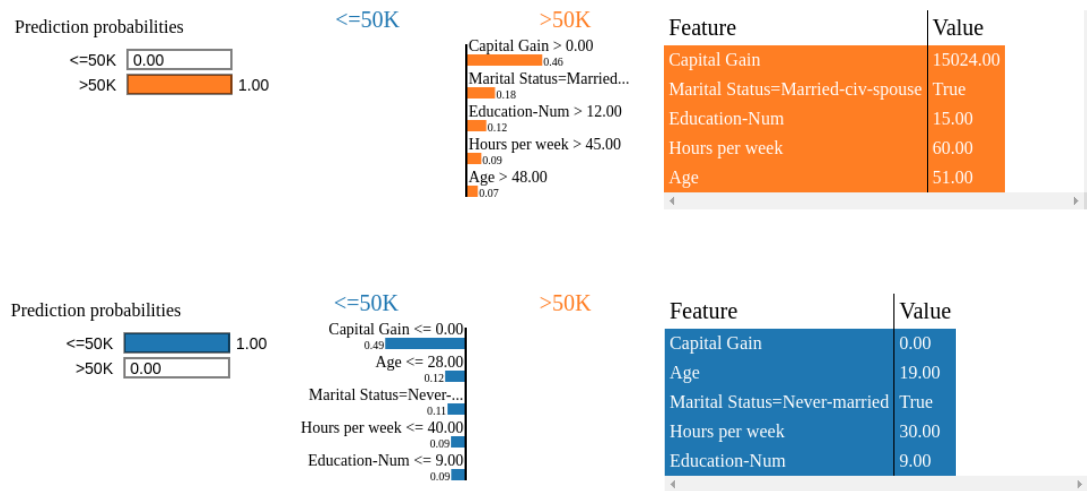 Prediction probabilities
<=50K 0.00
>50K 1.00
<=50K >50K
Capital Gain > 0.00
0.46
Marital Status=Married...
0.18
Education-Num > 12.00
0.12
Hours per week > 45.00
0.09
Age > 48.00
0.07
Feature Value
Capital Gain 15024.00
Marital Status=Married-civ-spouse True
Education-Num 15.00
Hours per week 60.00
Age 51.00
Prediction probabilities
<=50K 1.00
>50K 0.00
<=50K >50K
Capital Gain <= 0.00
0.49
Age <= 28.00
0.12
Marital Status=Never-...
0.11
Hours per week <= 40.00
0.09
Education-Num <= 9.00
0.09
Feature Value
Capital Gain 0.00
Age 19.00
Marital Status=Never-married True
Hours per week 30.00
Education-Num 9.00